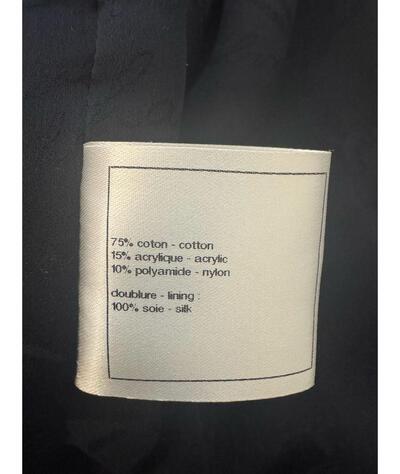 75% coton - cotton
15% acrylique - acrylic
10% polyamide - nylon
doublure - lining :
100% soie - silk